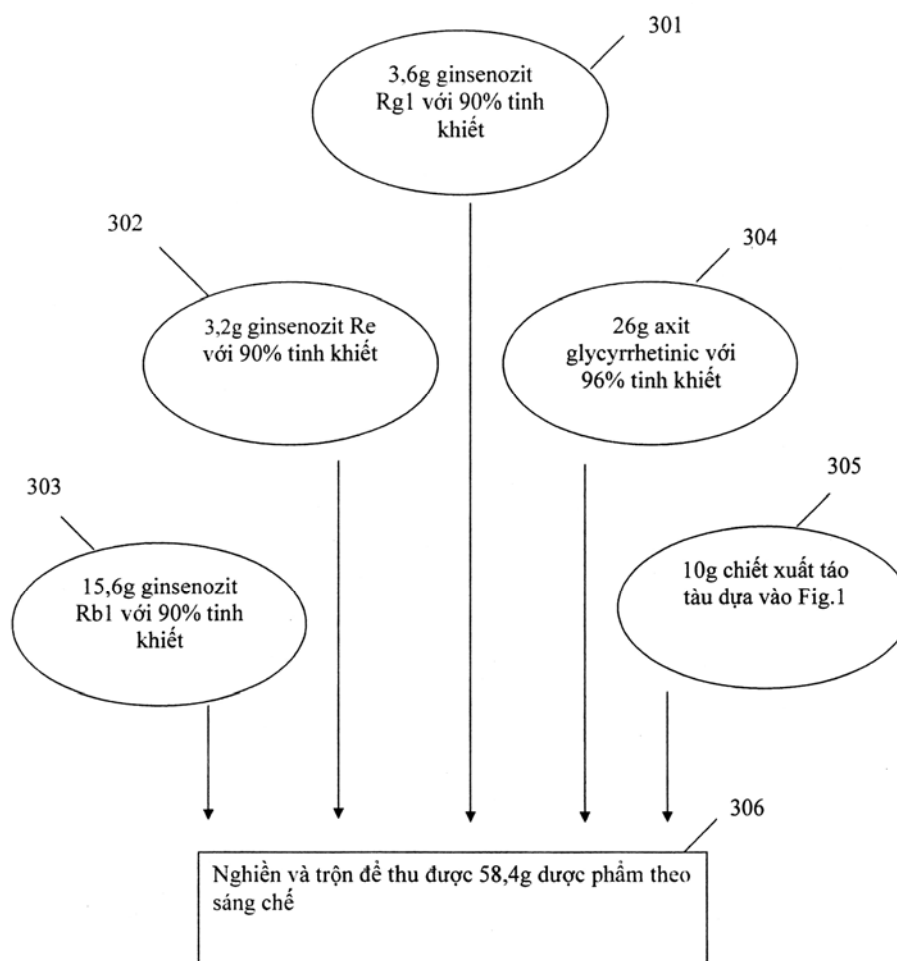 301
3,6g ginsenozit
Rg1 với 90% tinh
khiết
302
3,2g ginsenozit Re
với 90% tinh khiết
304
26g axit
glycyrrhetinic với
96% tinh khiết
303
15,6g ginsenozit
Rb1 với 90% tinh
khiết
305
10g chiết xuất táo
tàu dựa vào Fig.1
306
Nghiền và trộn để thu được 58,4g dược phẩm theo
sáng chế